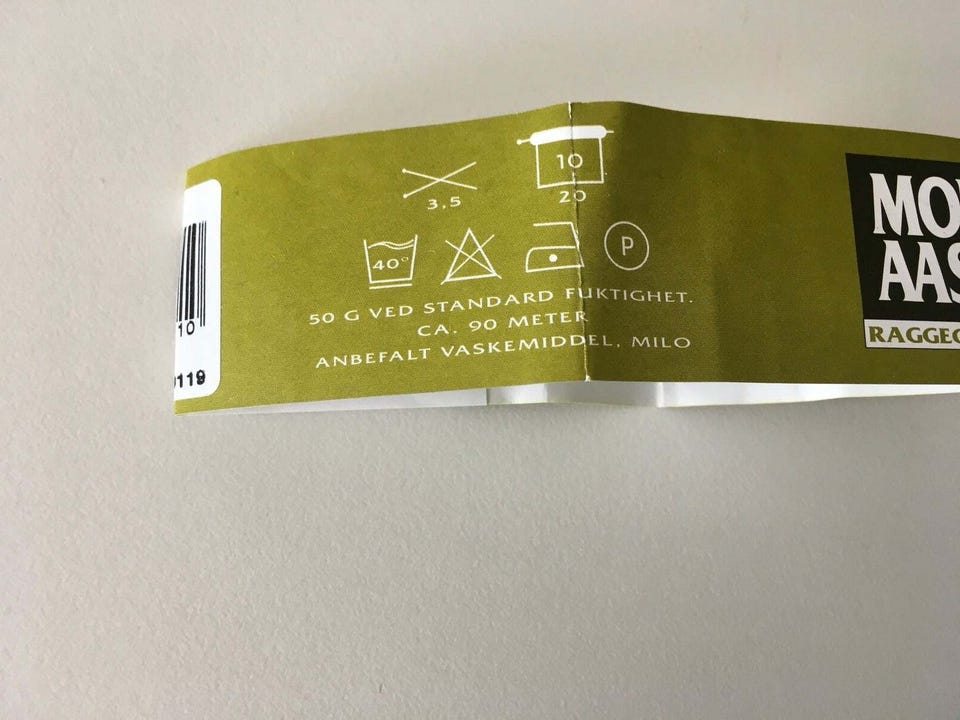 10
3,5
20
40°
P
50 G VED STANDARD FUKTIGHET.
CA. 90 METER
ANBEFALT VASKEMIDDEL, MILO
10
119
MO
AAS
RAGGEG